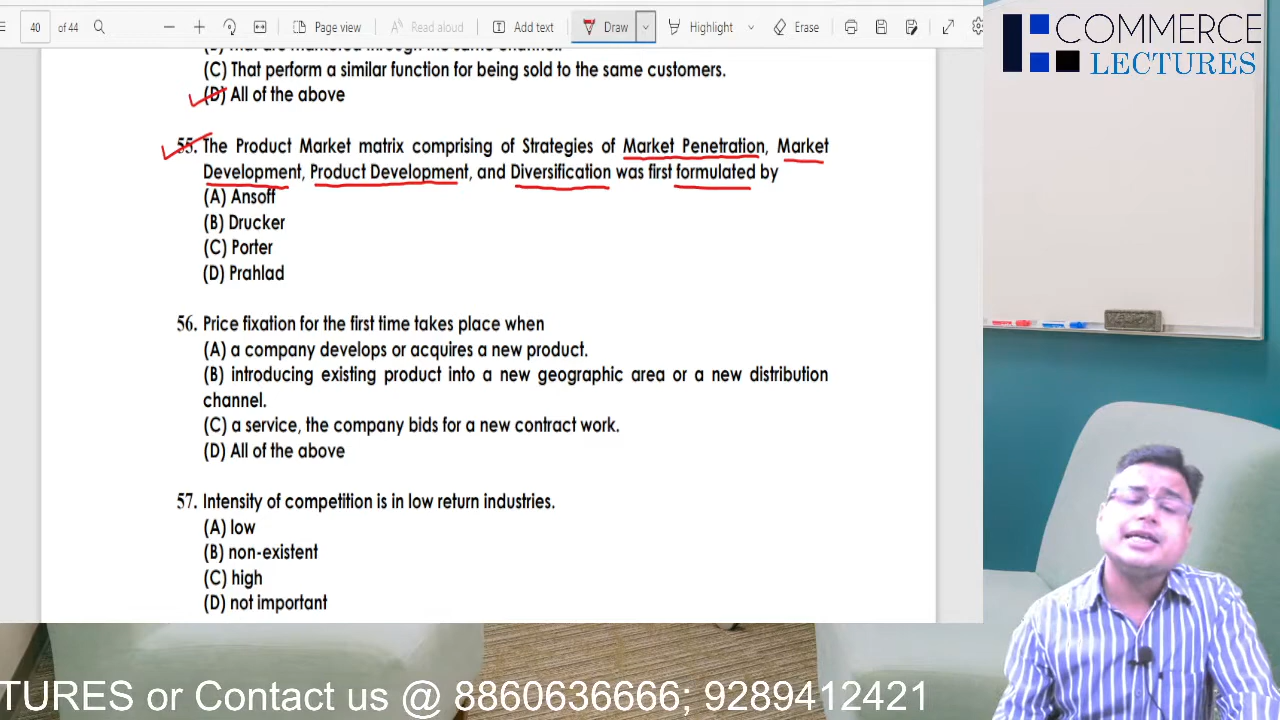 40 of 44
Page view
Read aloud
Add text
Draw
Highlight
Erase
COMMERCE
LECTURES
(C) That perform a similar function for being sold to the same customers.
(D) All of the above
55. The Product Market matrix comprising of Strategies of Market Penetration, Market
Development, Product Development, and Diversification was first formulated by
(A) Ansoff
(B) Drucker
(C) Porter
(D) Prahlad
56. Price fixation for the first time takes place when
(A) a company develops or acquires a new product.
(B) introducing existing product into a new geographic area or a new distribution
channel.
(C) a service, the company bids for a new contract work.
(D) All of the above
57. Intensity of competition is in low return industries.
(A) low
(B) non-existent
(C) high
(D) not important
TURES or Contact us @ 8860636666; 9289412421